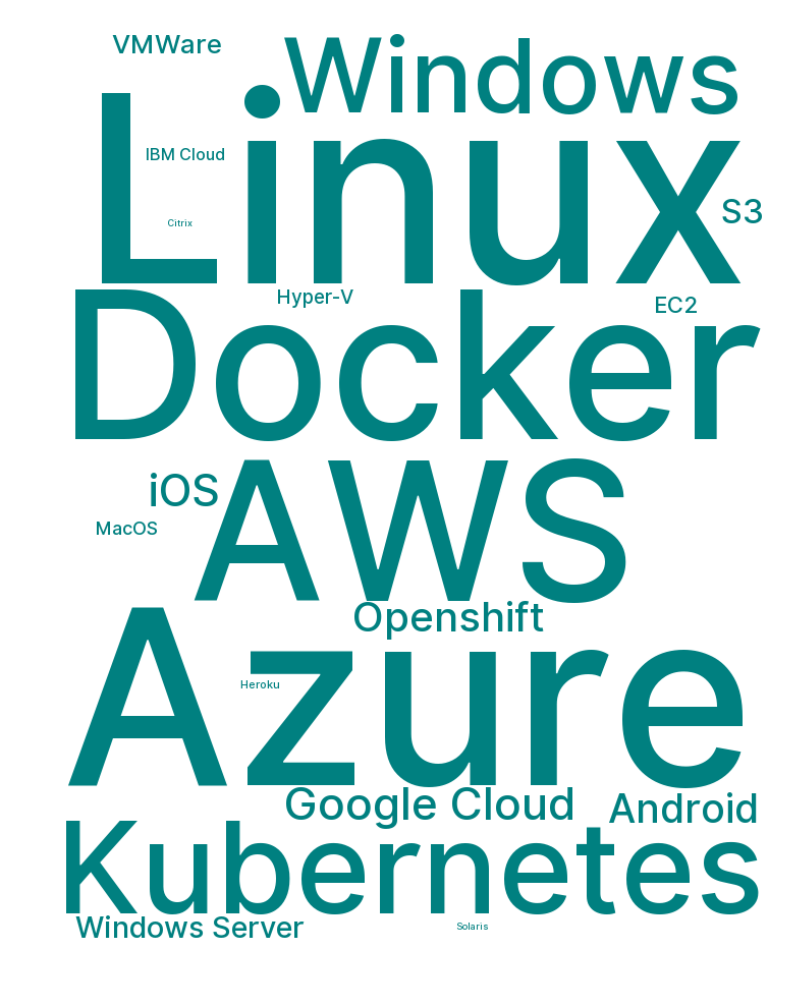 VMWare
Windows
Linux
IBM Cloud
S3
Citrix
Hyper-V
EC2
Docker
iOS
AWS
MacOS
Openshift
Azure
Heroku
Google Cloud
Android
Kubernetes
Windows Server
Solaris